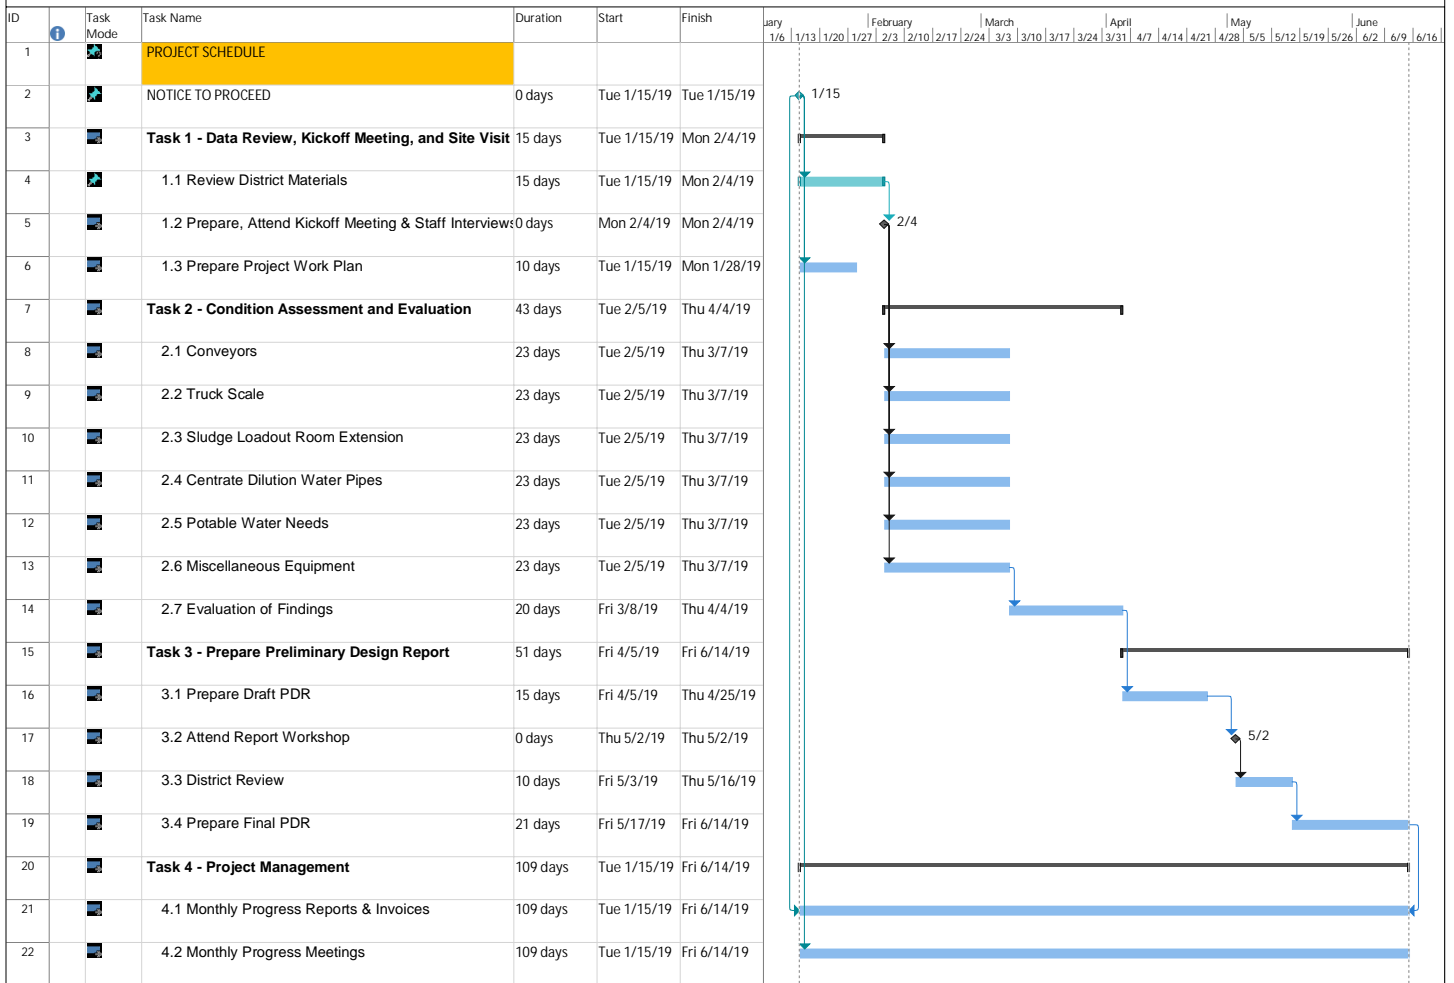 ID Task Mode Task Name Duration Start Finish
uary February March April May June
1/6 1/13 1/20 1/27 2/3 2/10 2/17 2/24 3/3 3/10 3/17 3/24 3/31 4/7 4/14 4/21 4/28 5/5 5/12 5/19 5/26 6/2 6/9 6/16
1 PROJECT SCHEDULE
2 NOTICE TO PROCEED 0 days Tue 1/15/19 Tue 1/15/19 1/15
3 Task 1 - Data Review, Kickoff Meeting, and Site Visit 15 days Tue 1/15/19 Mon 2/4/19
4 1.1 Review District Materials 15 days Tue 1/15/19 Mon 2/4/19
5 1.2 Prepare, Attend Kickoff Meeting & Staff Interviews 0 days Mon 2/4/19 Mon 2/4/19 2/4
6 1.3 Prepare Project Work Plan 10 days Tue 1/15/19 Mon 1/28/19
7 Task 2 - Condition Assessment and Evaluation 43 days Tue 2/5/19 Thu 4/4/19
8 2.1 Conveyors 23 days Tue 2/5/19 Thu 3/7/19
9 2.2 Truck Scale 23 days Tue 2/5/19 Thu 3/7/19
10 2.3 Sludge Loadout Room Extension 23 days Tue 2/5/19 Thu 3/7/19
11 2.4 Centrate Dilution Water Pipes 23 days Tue 2/5/19 Thu 3/7/19
12 2.5 Potable Water Needs 23 days Tue 2/5/19 Thu 3/7/19
13 2.6 Miscellaneous Equipment 23 days Tue 2/5/19 Thu 3/7/19
14 2.7 Evaluation of Findings 20 days Fri 3/8/19 Thu 4/4/19
15 Task 3 - Prepare Preliminary Design Report 51 days Fri 4/5/19 Fri 6/14/19
16 3.1 Prepare Draft PDR 15 days Fri 4/5/19 Thu 4/25/19
17 3.2 Attend Report Workshop 0 days Thu 5/2/19 Thu 5/2/19 5/2
18 3.3 District Review 10 days Fri 5/3/19 Thu 5/16/19
19 3.4 Prepare Final PDR 21 days Fri 5/17/19 Fri 6/14/19
20 Task 4 - Project Management 109 days Tue 1/15/19 Fri 6/14/19
21 4.1 Monthly Progress Reports & Invoices 109 days Tue 1/15/19 Fri 6/14/19
22 4.2 Monthly Progress Meetings 109 days Tue 1/15/19 Fri 6/14/19